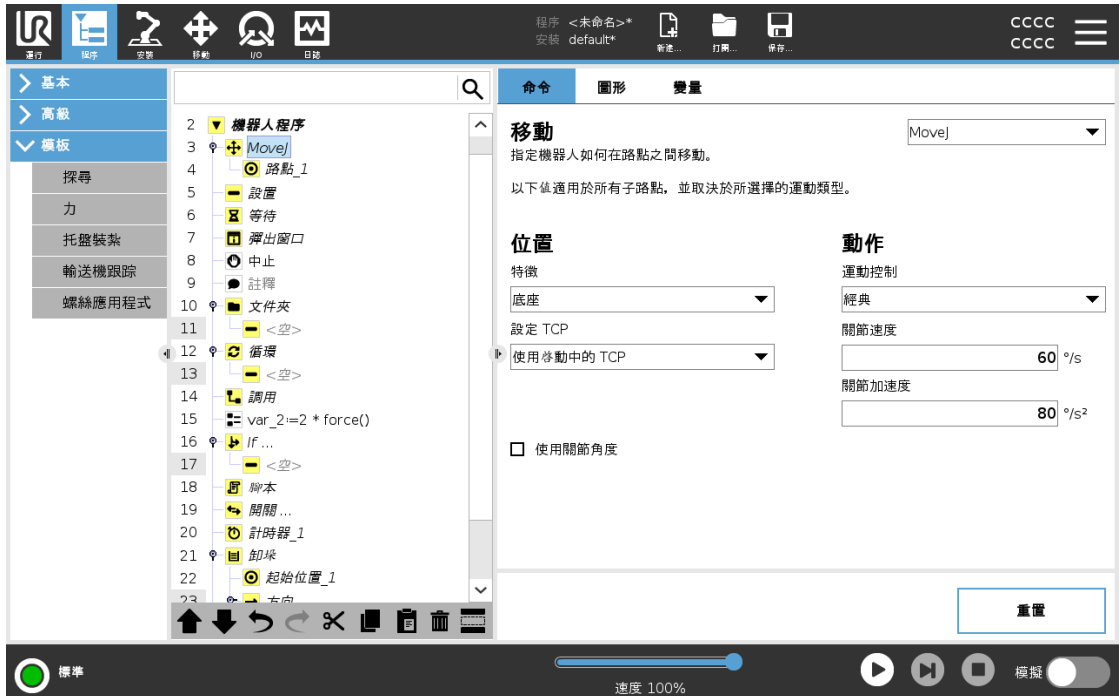 UR
運行
程序
安裝
移動
I/O
日誌
程序 <未命名>*
安裝 default*
新建...
打開...
保存...
cccc
cccc
基本
高級
模板
探尋
力
托盤裝紮
輸送機跟踪
螺絲應用程式
2 機器人程序
3 MoveJ
4 路點_1
5 設置
6 等待
7 彈出窗口
8 中止
9 註釋
10 文件夾
11 <空>
12 循環
13 <空>
14 調用
15 var_2:=2 * force()
16 If ...
17 <空>
18 腳本
19 開關 ...
20 計時器_1
21 卸垛
22 起始位置_1
23 方向
命令
圖形
變量
移動
MoveJ
指定機器人如何在路點之間移動。
以下值適用於所有子路點，並取決於所選擇的運動類型。
位置
動作
特徵
運動控制
底座
經典
設定 TCP
關節速度
使用啓動中的 TCP
60 °/s
關節加速度
80 °/s²
使用關節角度
重置
標準
速度 100%
模擬